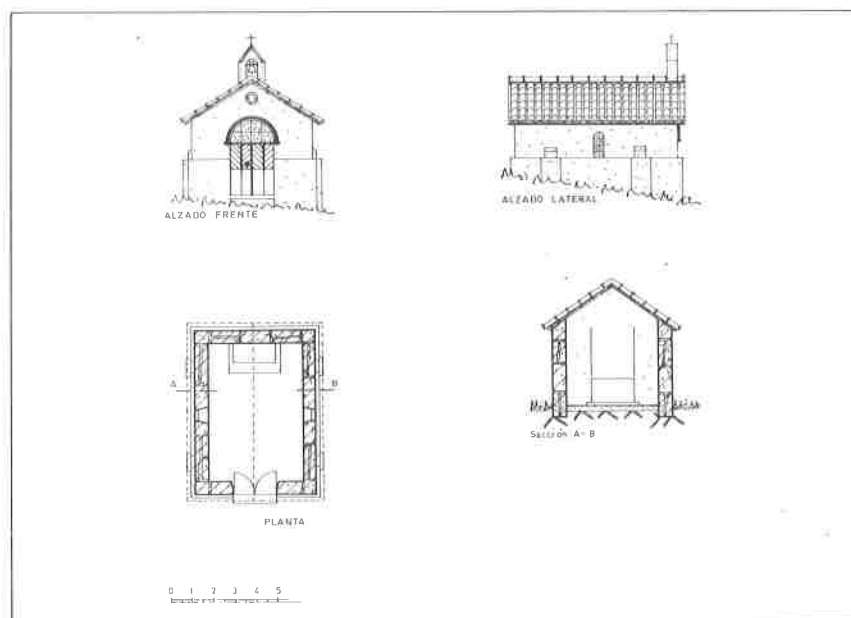 ALZADO FRENTE
ALZADO LATERAL
A
B
PLANTA
Sección A-B
0 1 2 3 4 5